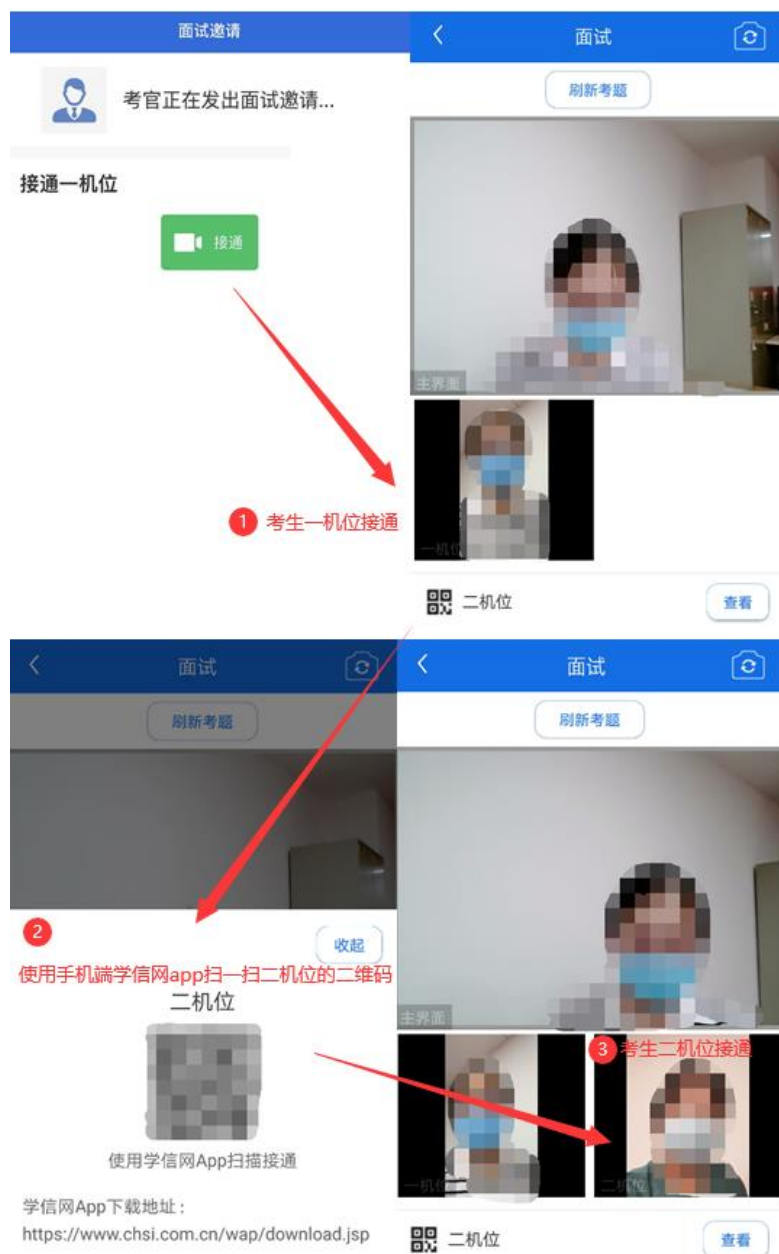 面试邀请
考官正在发出面试邀请...
接通一机位
接通
1 考生一机位接通
面试
刷新考题
主界面
一机位
二机位
查看
面试
刷新考题
2
收起
使用手机端学信网app扫一扫二机位的二维码
二机位
使用学信网App扫描接通
学信网App下载地址：
https://www.chsi.com.cn/wap/download.jsp
面试
刷新考题
主界面
3 考生二机位接通
一机位
二机位
二机位
查看